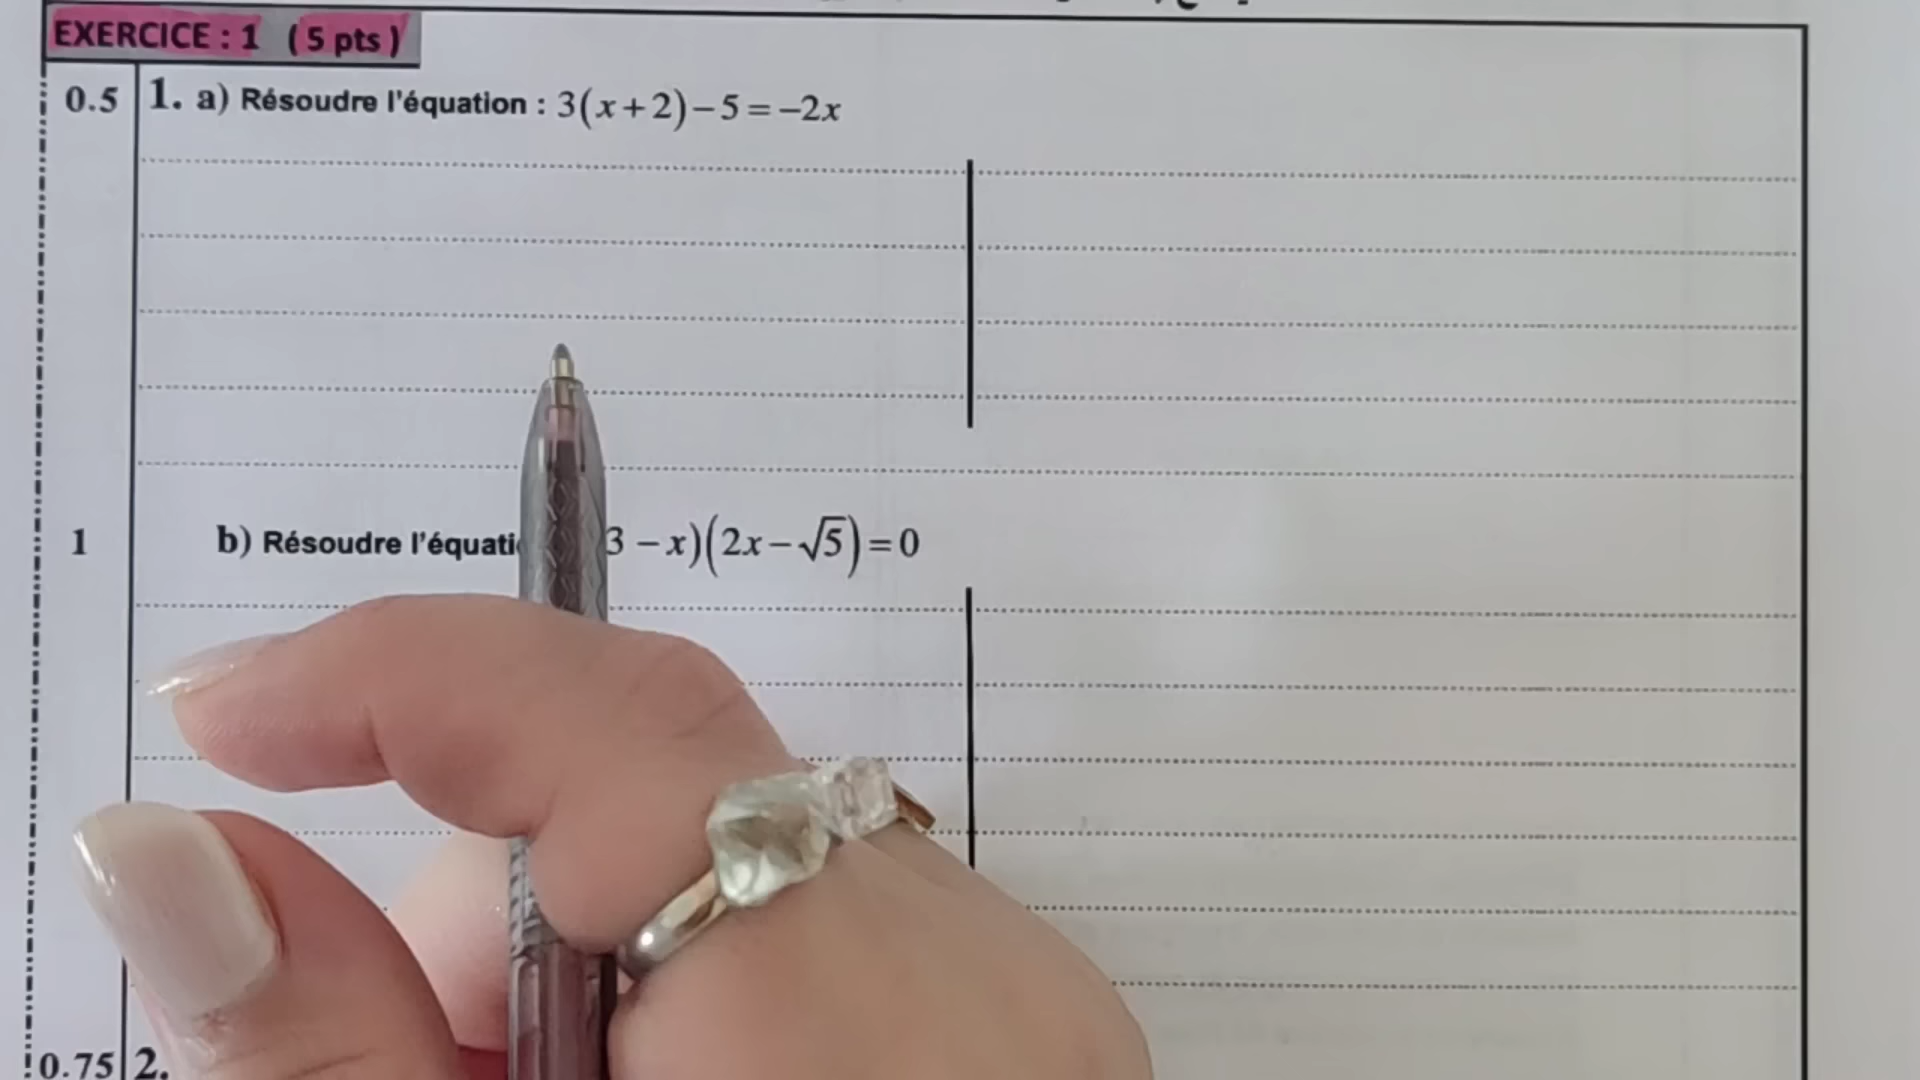 EXERCICE : 1 ( 5 pts )
0.5 1. a) Résoudre l'équation : 3(x+2)−5=−2x
1 b) Résoudre l'équati 3−x)(2x−√5)=0
0.75 2.